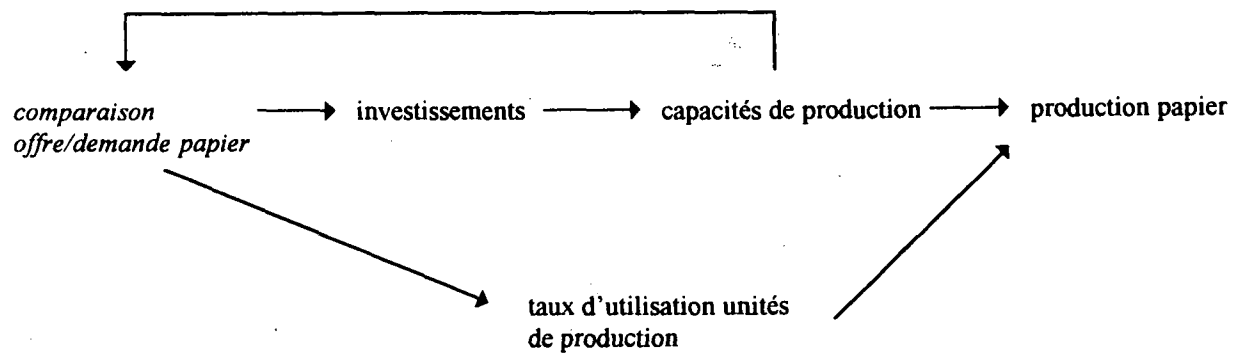 comparaison
offre/demande papier
investissements
capacités de production
production papier
taux d'utilisation unités
de production